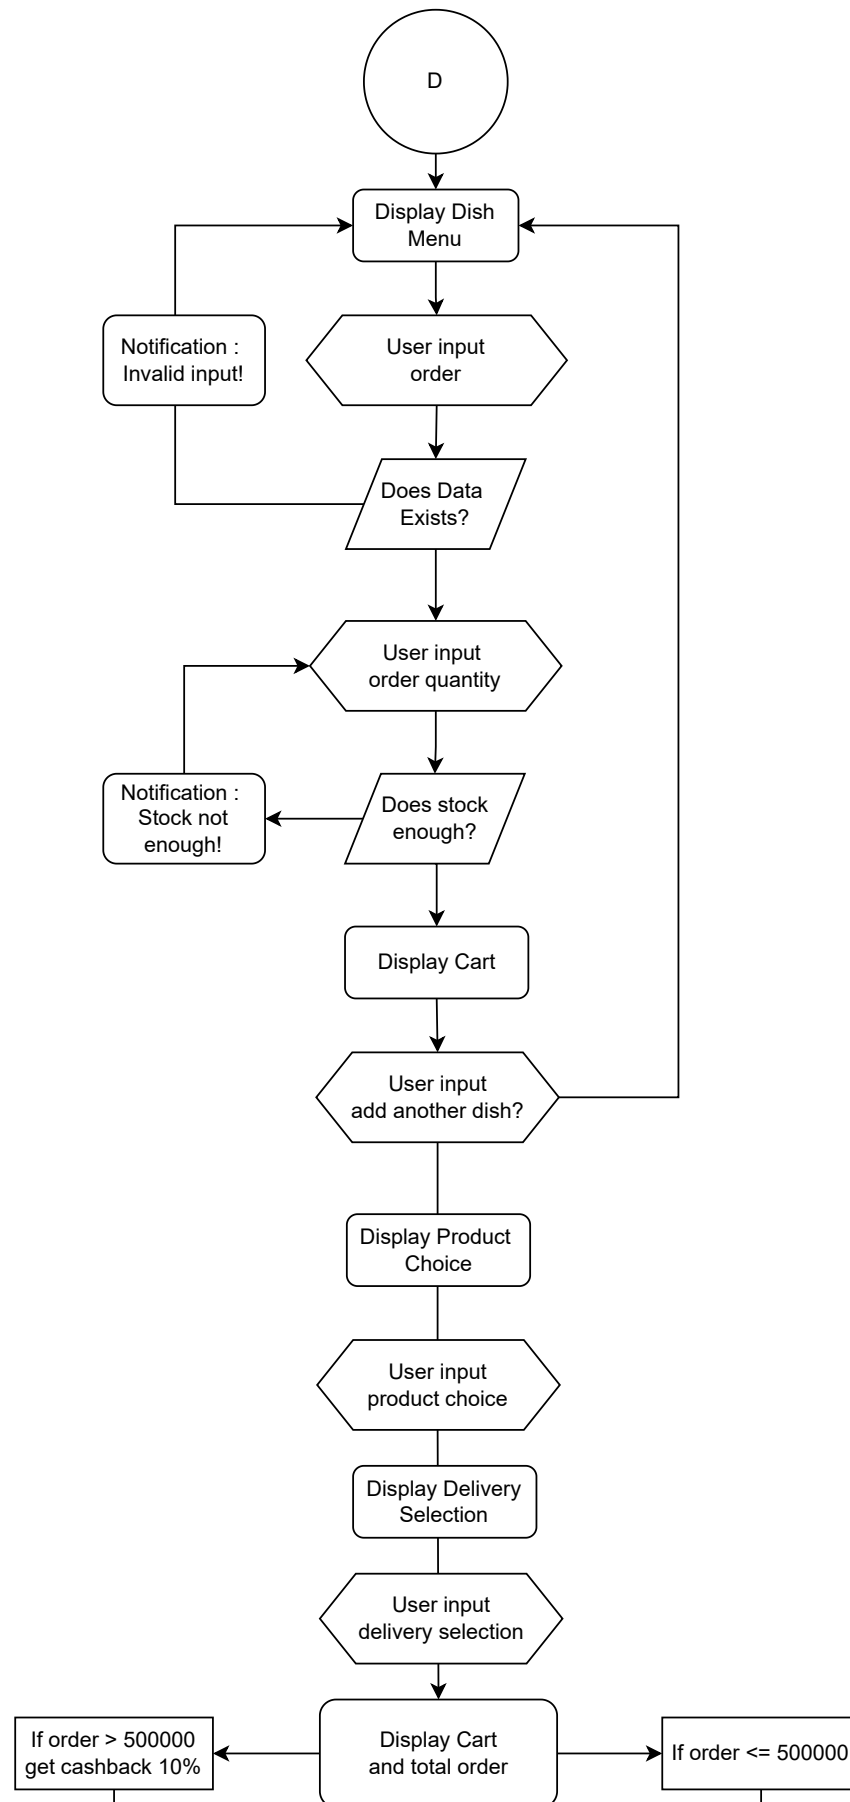 D
Display Dish
Menu
Notification :
Invalid input!
User input
order
Does Data
Exists?
User input
order quantity
Notification :
Stock not
enough!
Does stock
enough?
Display Cart
User input
add another dish?
Display Product
Choice
User input
product choice
Display Delivery
Selection
User input
delivery selection
If order > 500000
get cashback 10%
Display Cart
and total order
If order <= 500000